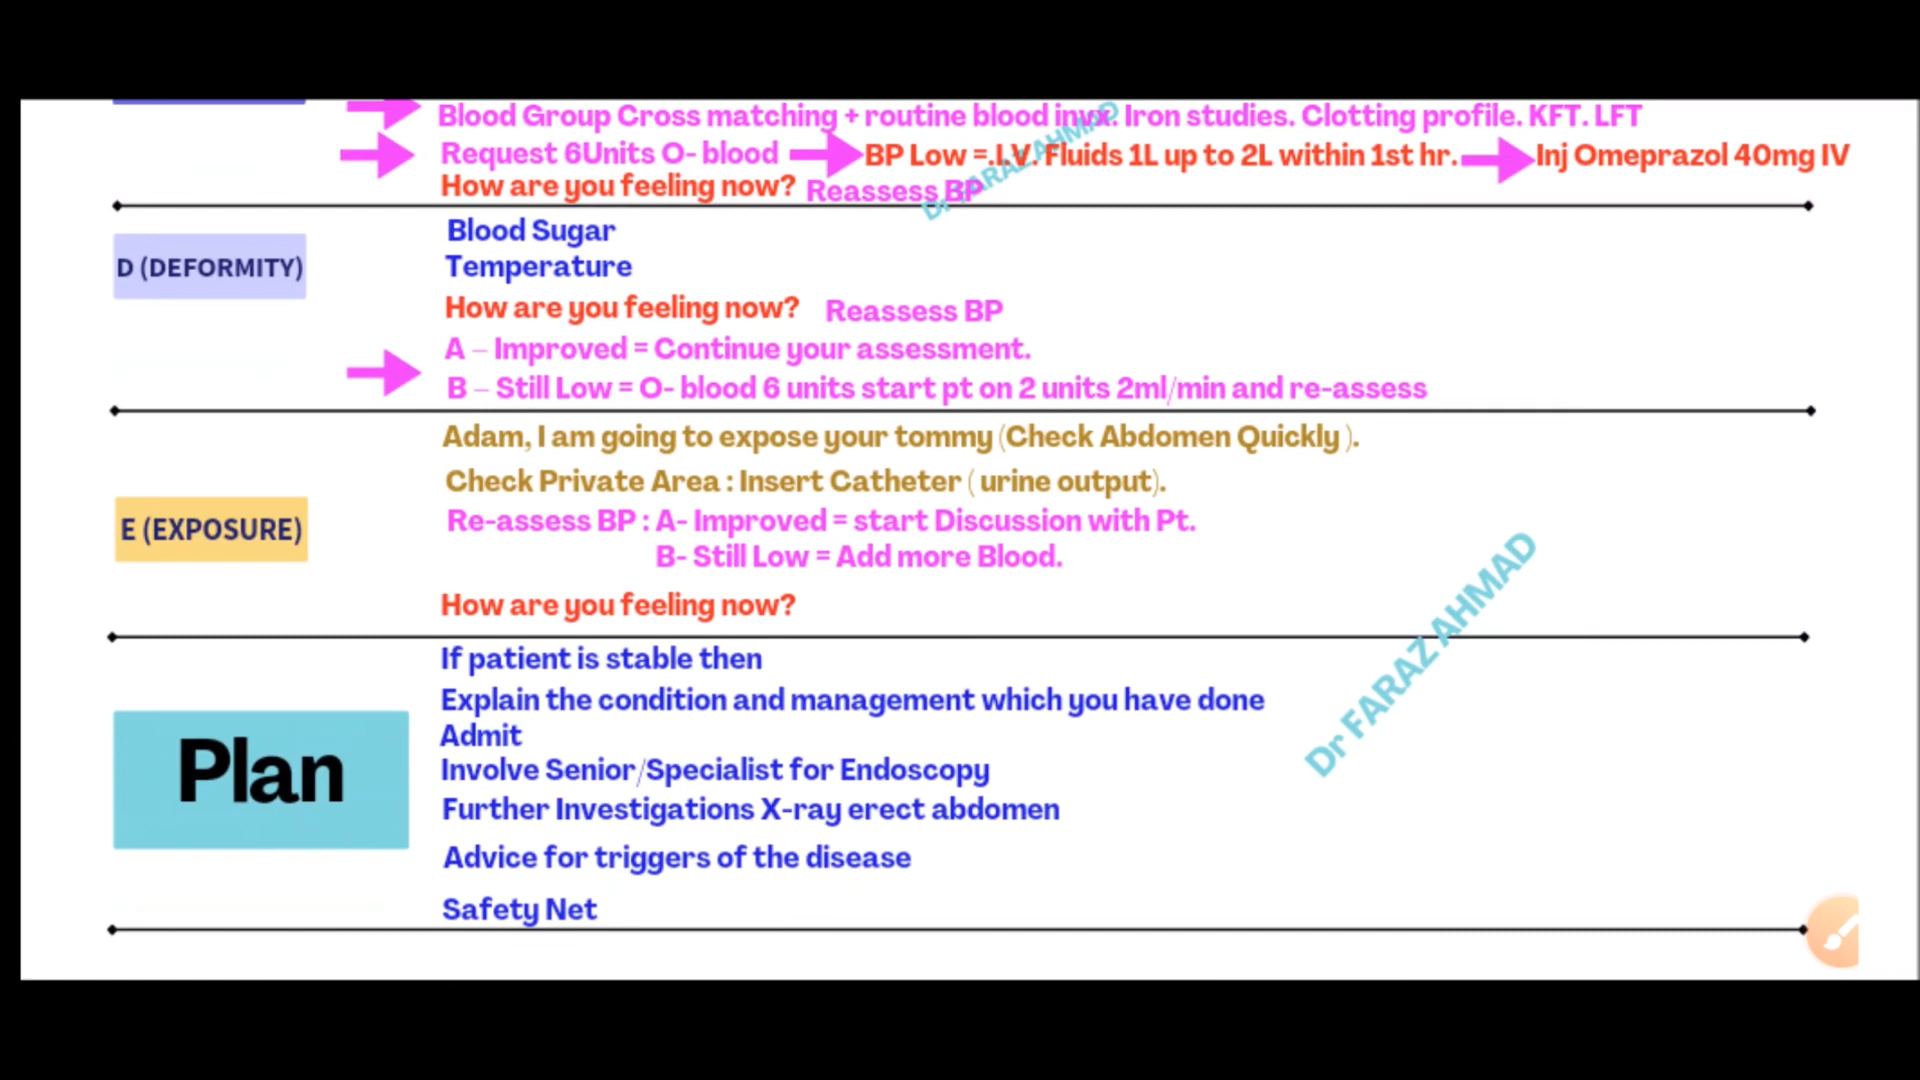 Blood Group Cross matching + routine blood invx. Iron studies. Clotting profile. KFT. LFT
Request 6Units O- blood BP Low =.I.V. Fluids 1L up to 2L within 1st hr. Inj Omeprazol 40mg IV
How are you feeling now? Reassess BP
Dr FARAZ AHMAD
Blood Sugar
D (DEFORMITY)
Temperature
How are you feeling now? Reassess BP
A – Improved = Continue your assessment.
B – Still Low = O- blood 6 units start pt on 2 units 2ml/min and re-assess
Adam, I am going to expose your tommy (Check Abdomen Quickly ).
Check Private Area : Insert Catheter ( urine output).
E (EXPOSURE)
Re-assess BP : A- Improved = start Discussion with Pt.
B- Still Low = Add more Blood.
How are you feeling now?
If patient is stable then
Explain the condition and management which you have done
Plan
Admit
Involve Senior/Specialist for Endoscopy
Further Investigations X-ray erect abdomen
Advice for triggers of the disease
Safety Net
Dr FARAZ AHMAD